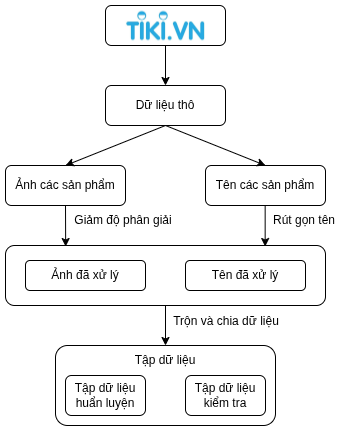 TIKI.VN
Dữ liệu thô
Ảnh các sản phẩm
Tên các sản phẩm
Giảm độ phân giải
Rút gọn tên
Ảnh đã xử lý
Tên đã xử lý
Trộn và chia dữ liệu
Tập dữ liệu
Tập dữ liệu
huấn luyện
Tập dữ liệu
kiểm tra